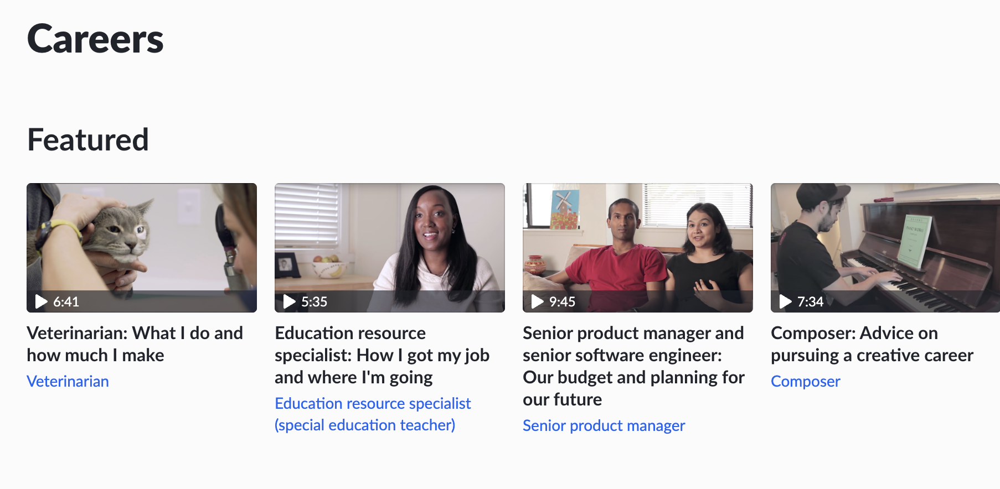 Careers
Featured
6:41
5:35
9:45
7:34
Veterinarian: What I do and
how much I make
Veterinarian
Education resource
specialist: How I got my job
and where I'm going
Education resource specialist
(special education teacher)
Senior product manager and
senior software engineer:
Our budget and planning for
our future
Senior product manager
Composer: Advice on
pursuing a creative career
Composer
PIANO WORKS